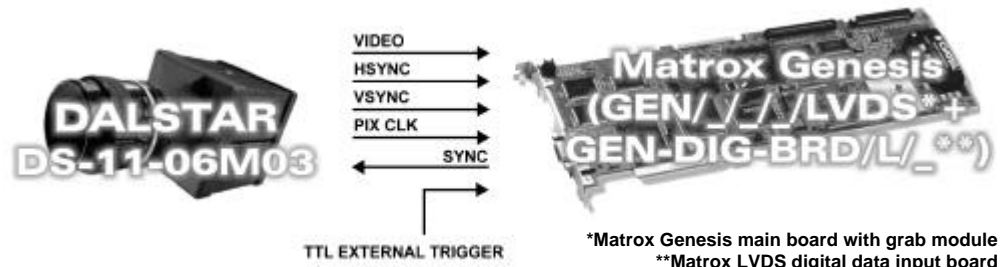 DALSTAR
DS-11-06M03
VIDEO
HSYNC
VSYNC
PIX CLK
SYNC
TTL EXTERNAL TRIGGER
Matrox Genesis
(GEN/_/_/_/LVDS* +
GEN-DIG-BRD/L/_**)
*Matrox Genesis main board with grab module
**Matrox LVDS digital data input board